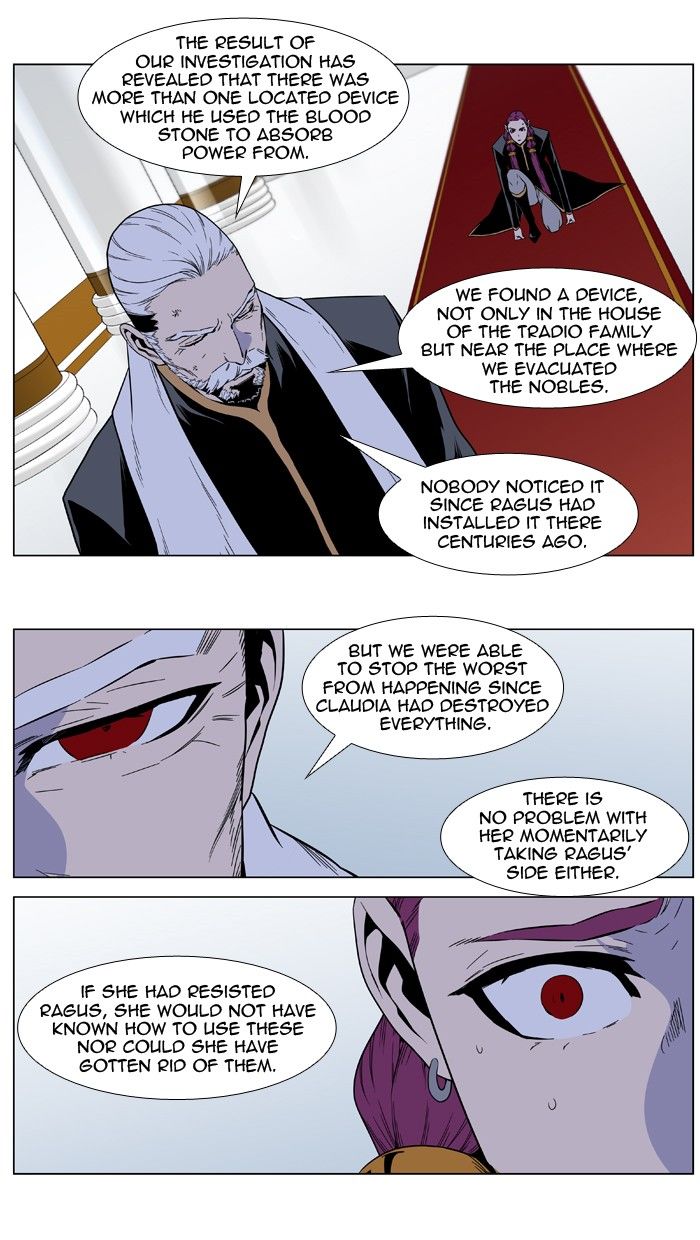 THE RESULT OF
OUR INVESTIGATION HAS
REVEALED THAT THERE WAS
MORE THAN ONE LOCATED DEVICE
WHICH HE USED THE BLOOD
STONE TO ABSORB
POWER FROM.
WE FOUND A DEVICE,
NOT ONLY IN THE HOUSE
OF THE TRADIO FAMILY
BUT NEAR THE PLACE WHERE
WE EVACUATED
THE NOBLES.
NOBODY NOTICED IT
SINCE RAGUS HAD
INSTALLED IT THERE
CENTURIES AGO.
BUT WE WERE ABLE
TO STOP THE WORST
FROM HAPPENING SINCE
CLAUDIA HAD DESTROYED
EVERYTHING.
THERE IS
NO PROBLEM WITH
HER MOMENTARILY
TAKING RAGUS'
SIDE EITHER.
IF SHE HAD RESISTED
RAGUS, SHE WOULD NOT HAVE
KNOWN HOW TO USE THESE
NOR COULD SHE HAVE
GOTTEN RID OF THEM.